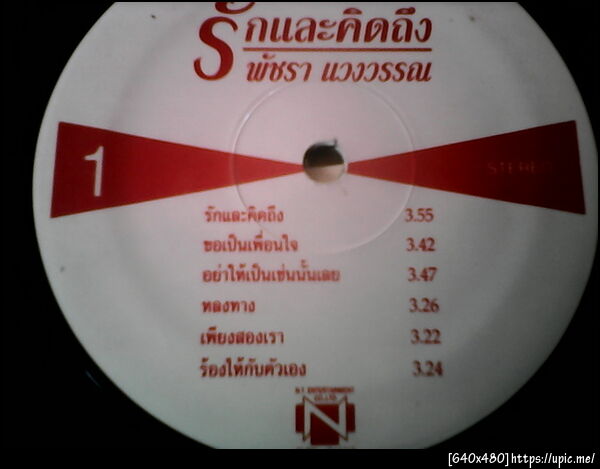 รักและคิดถึง
พัชรา แวงวรรณ
1
STEREO
รักและคิดถึง 3.55
ขอเป็นเพื่อนใจ 3.42
อย่าให้เป็นเช่นนั้นเลย 3.47
หลงทาง 3.26
เพียงสองเรา 3.22
ร้องไห้กับตัวเอง 3.24
N.T. ENTERTAINMENT
CO.,LTD.
N
[640x480]https://upic.me/